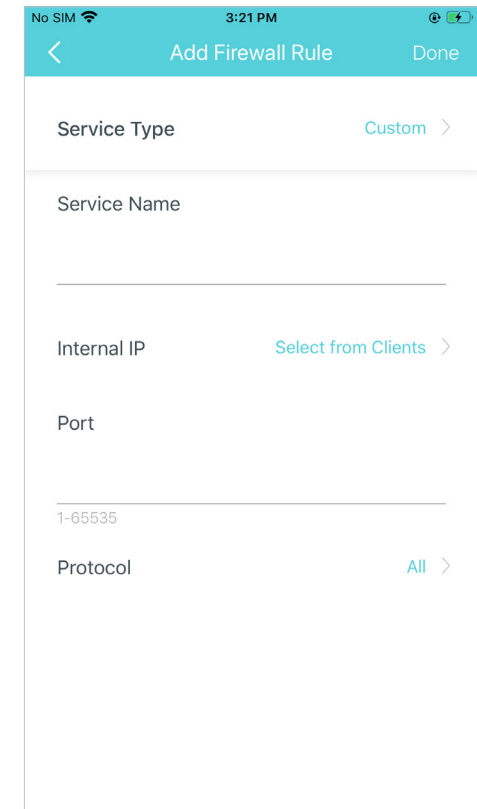 No SIM 3:21 PM
Add Firewall Rule Done
Service Type Custom
Service Name
Internal IP Select from Clients
Port
1-65535
Protocol All